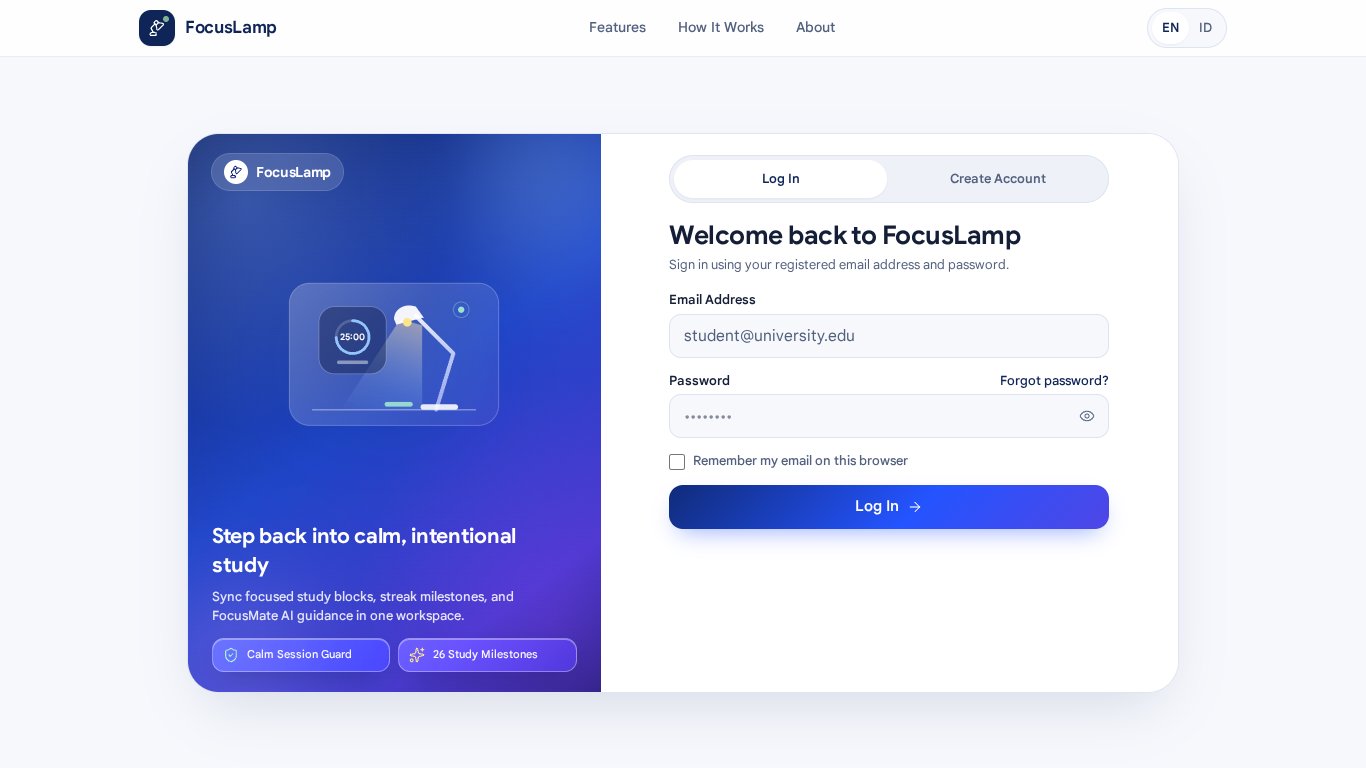 FocusLamp
Features
How It Works
About
EN
ID
FocusLamp
25:00
Step back into calm, intentional
study
Sync focused study blocks, streak milestones, and
FocusMate AI guidance in one workspace.
Calm Session Guard
26 Study Milestones
Log In
Create Account
Welcome back to FocusLamp
Sign in using your registered email address and password.
Email Address
student@university.edu
Password
Forgot password?
••••••••
Remember my email on this browser
Log In